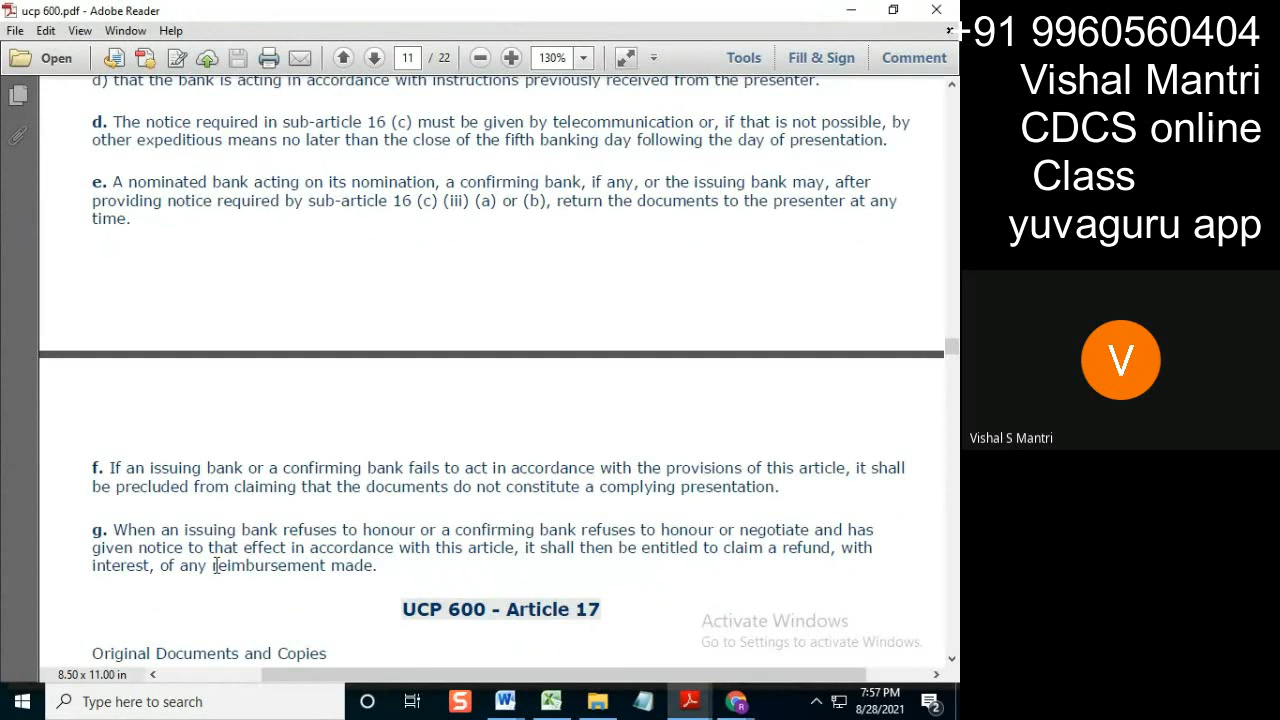 ucp 600.pdf - Adobe Reader
File Edit View Window Help
Open 11 / 22 130% Tools Fill & Sign Comment
d) that the bank is acting in accordance with instructions previously received from the presenter.
d. The notice required in sub-article 16 (c) must be given by telecommunication or, if that is not possible, by
other expeditious means no later than the close of the fifth banking day following the day of presentation.
e. A nominated bank acting on its nomination, a confirming bank, if any, or the issuing bank may, after
providing notice required by sub-article 16 (c) (iii) (a) or (b), return the documents to the presenter at any
time.
f. If an issuing bank or a confirming bank fails to act in accordance with the provisions of this article, it shall
be precluded from claiming that the documents do not constitute a complying presentation.
g. When an issuing bank refuses to honour or a confirming bank refuses to honour or negotiate and has
given notice to that effect in accordance with this article, it shall then be entitled to claim a refund, with
interest, of any reimbursement made.
UCP 600 - Article 17
Activate Windows
Go to Settings to activate Windows.
Original Documents and Copies
8.50 x 11.00 in
Type here to search
7:57 PM
8/28/2021
2
+91 9960560404
Vishal Mantri
CDCS online
Class
yuvaguru app
V
Vishal S Mantri